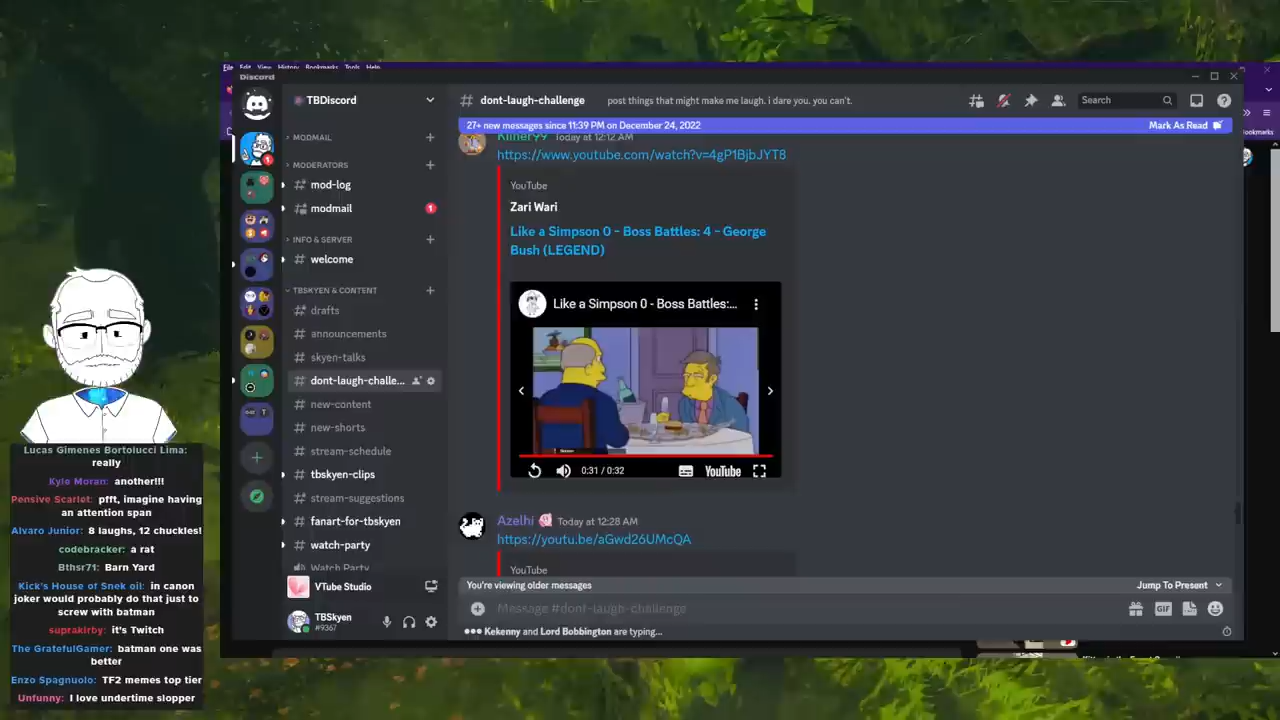 File Edit View History Bookmarks Tools Help
Discord
TBDiscord
# dont-laugh-challenge
post things that might make me laugh. i dare you. you can't.
Search
27+ new messages since 11:39 PM on December 24, 2022
Mark As Read
MODMAIL
MODERATORS
mod-log
modmail
1
INFO & SERVER
welcome
TBSKYEN & CONTENT
drafts
announcements
skyen-talks
dont-laugh-challe...
new-content
new-shorts
stream-schedule
tbskyen-clips
stream-suggestions
fanart-for-tbskyen
watch-party
Watch Party
VTube Studio
TBSkyen
#9367
Today at 12:12 AM
https://www.youtube.com/watch?v=4gP1BjbJYT8
YouTube
Zari Wari
Like a Simpson 0 - Boss Battles: 4 - George
Bush (LEGEND)
Like a Simpson 0 - Boss Battles:...
0:31 / 0:32
YouTube
Azelhi
Today at 12:28 AM
https://youtu.be/aGwd26UMcQA
YouTube
You're viewing older messages
Jump To Present
Message #dont-laugh-challenge
GIF
Kekenny and Lord Bobbington are typing...
Bookmarks
Lucas Gimenes Bortolucci Lima:
really
Kyle Moran: another!!!
Pensive Scarlet: pfft, imagine having
an attention span
Alvaro Junior: 8 laughs, 12 chuckles!
codebracker: a rat
Bthsr71: Barn Yard
Kick's House of Snek oil: in canon
joker would probably do that just to
screw with batman
suprakirby: it's Twitch
The GratefulGamer: batman one was
better
Enzo Spagnuolo: TF2 memes top tier
Unfunny: I love undertime slopper